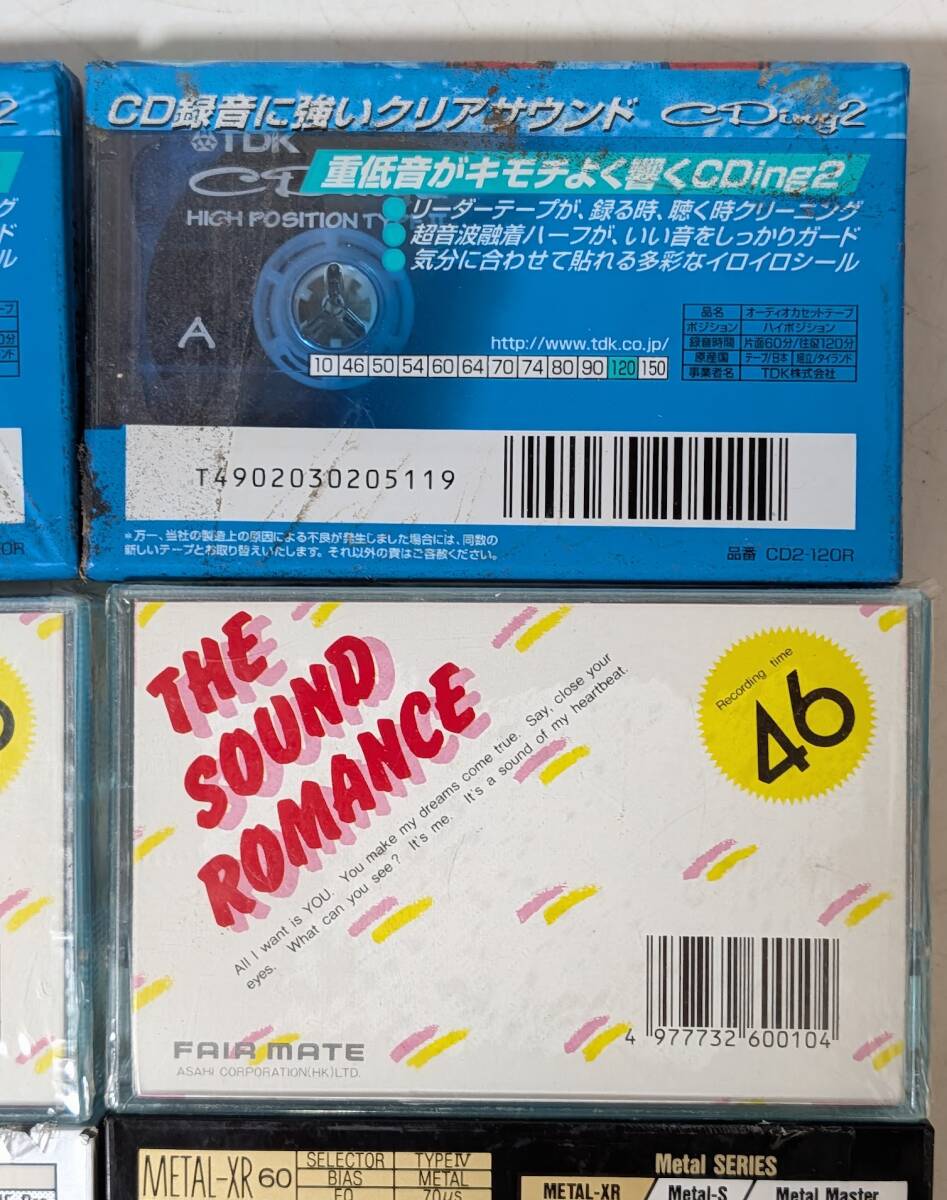 CD録音に強いクリアサウンド CDing2
TDK
重低音がキモチよく響くCDing2
HIGH POSITION TYPE II
リーダーテープが、録る時、聴く時クリーニング
超音波融着ハーフが、いい音をしっかりガード
気分に合わせて貼れる多彩なイロイロシール
A
http://www.tdk.co.jp/
10 46 50 54 60 64 70 74 80 90 120 150
品名 オーディオカセットテープ
ポジション ハイポジション
録音時間 片面60分/往復120分
原産国 テープ/日本 組立/タイランド
事業者名 TDK株式会社
T4902030205119
*万一、当社の製造上の原因による不良が発生しました場合には、同数の
新しいテープとお取り替えいたします。それ以外の責はご容赦ください。
品番 CD2-120R
THE
SOUND
ROMANCE
All I want is YOU. You make my dreams come true. Say, close your
eyes. What can you see? It's me. It's a sound of my heartbeat.
Recording time
46
4 977732 600104
FAIR MATE
ASAHI CORPORATION(HK)LTD.
METAL-XR 60
SELECTOR TYPE IV
BIAS METAL
EQ 70μs
Metal SERIES
METAL-XR Metal-S Metal Master